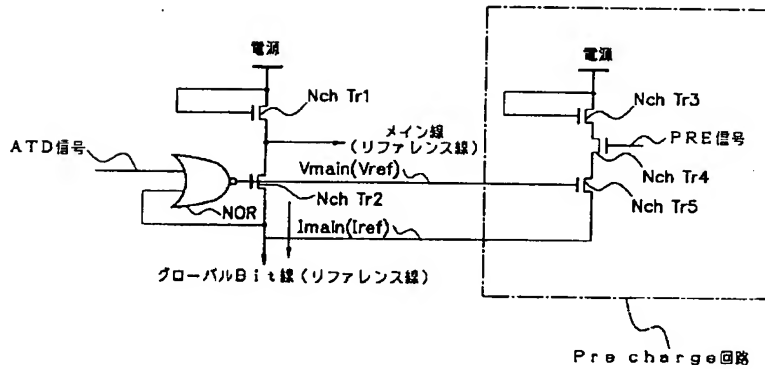 電源
電源
Nch Tr1
Nch Tr3
メイン線
(リファレンス線)
PRE信号
ATD信号
Vmain(Vref)
Nch Tr4
Nch Tr2
Nch Tr5
NOR
Imain(Iref)
グローバルBit線(リファレンス線)
Pre charge回路